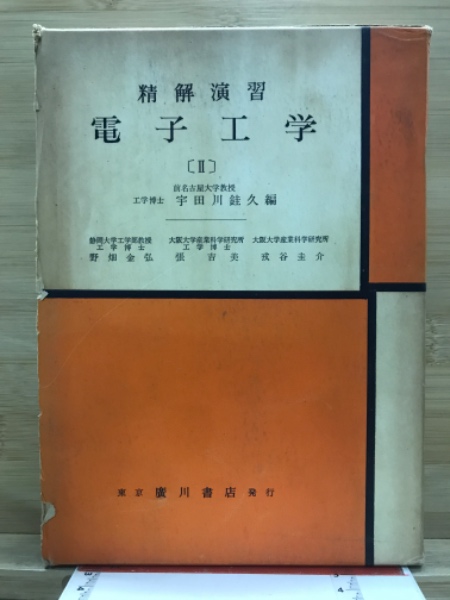 精解演習
電子工学
〔Ⅱ〕
前名古屋大学教授
工学博士 宇田川銈久編
静岡大学工学部教授 大阪大学産業科学研究所 大阪大学産業科学研究所
工学博士 工学博士
野畑金弘 張吉夫 戎谷圭介
東京 廣川書店 発行
3 4